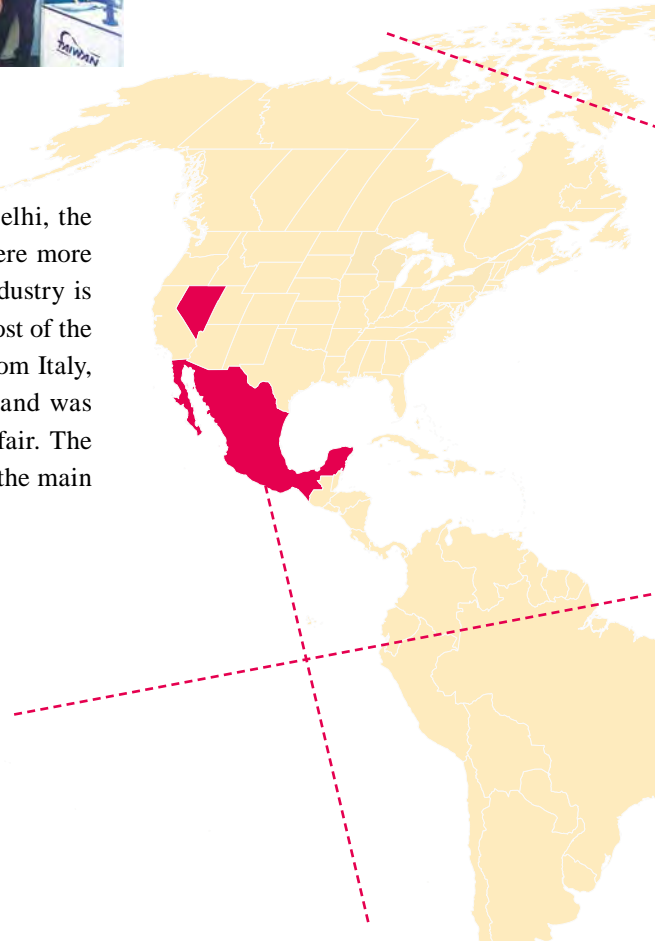 TAIWAN
elhi, the
ere more
dustry is
ost of the
om Italy,
and was
fair. The
the main